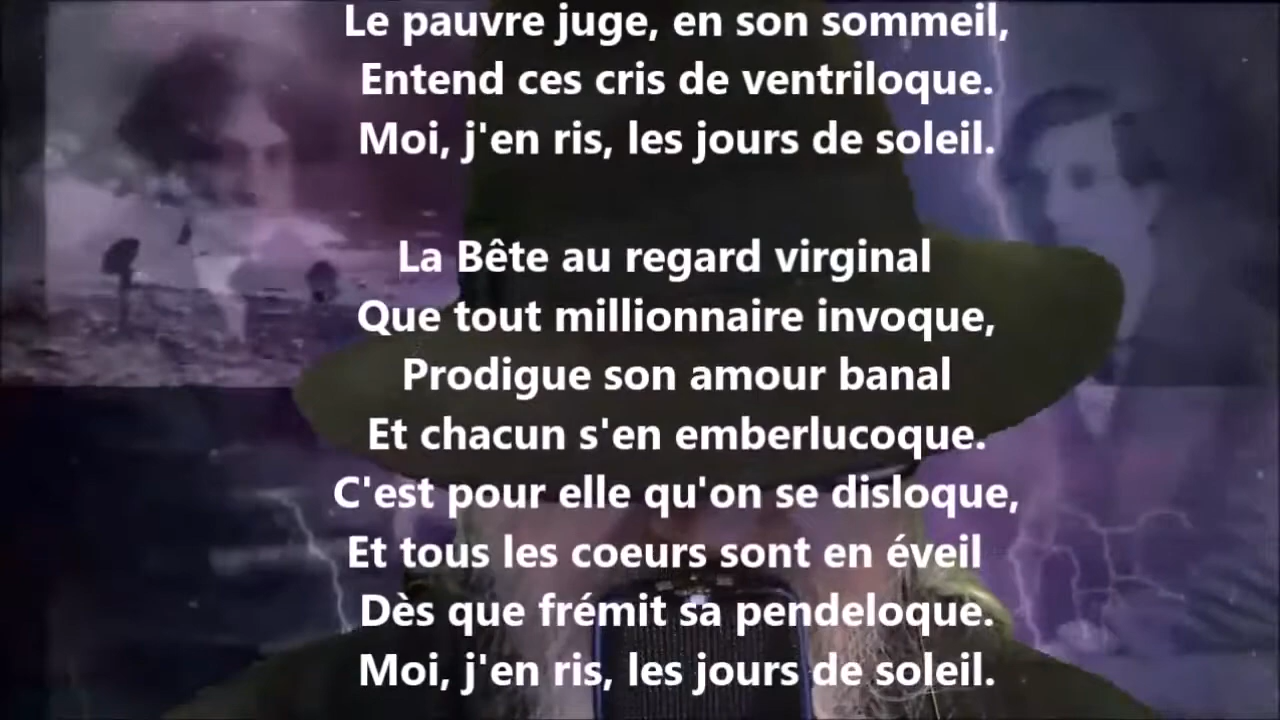 Le pauvre juge, en son sommeil,
Entend ces cris de ventriloque.
Moi, j'en ris, les jours de soleil.
La Bête au regard virginal
Que tout millionnaire invoque,
Prodigue son amour banal
Et chacun s'en emberlucoque.
C'est pour elle qu'on se disloque,
Et tous les coeurs sont en éveil
Dès que frémit sa pendeloque.
Moi, j'en ris, les jours de soleil.